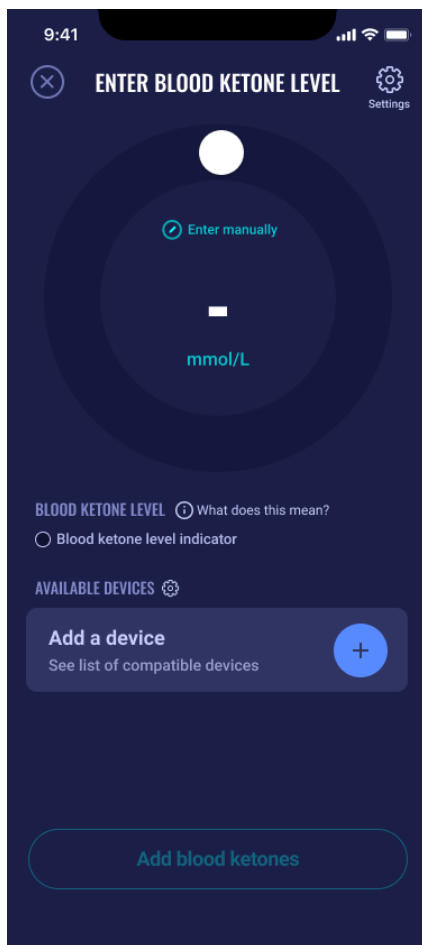 9:41
ENTER BLOOD KETONE LEVEL
Settings
Enter manually
-
mmol/L
BLOOD KETONE LEVEL What does this mean?
Blood ketone level indicator
AVAILABLE DEVICES
Add a device
See list of compatible devices
Add blood ketones